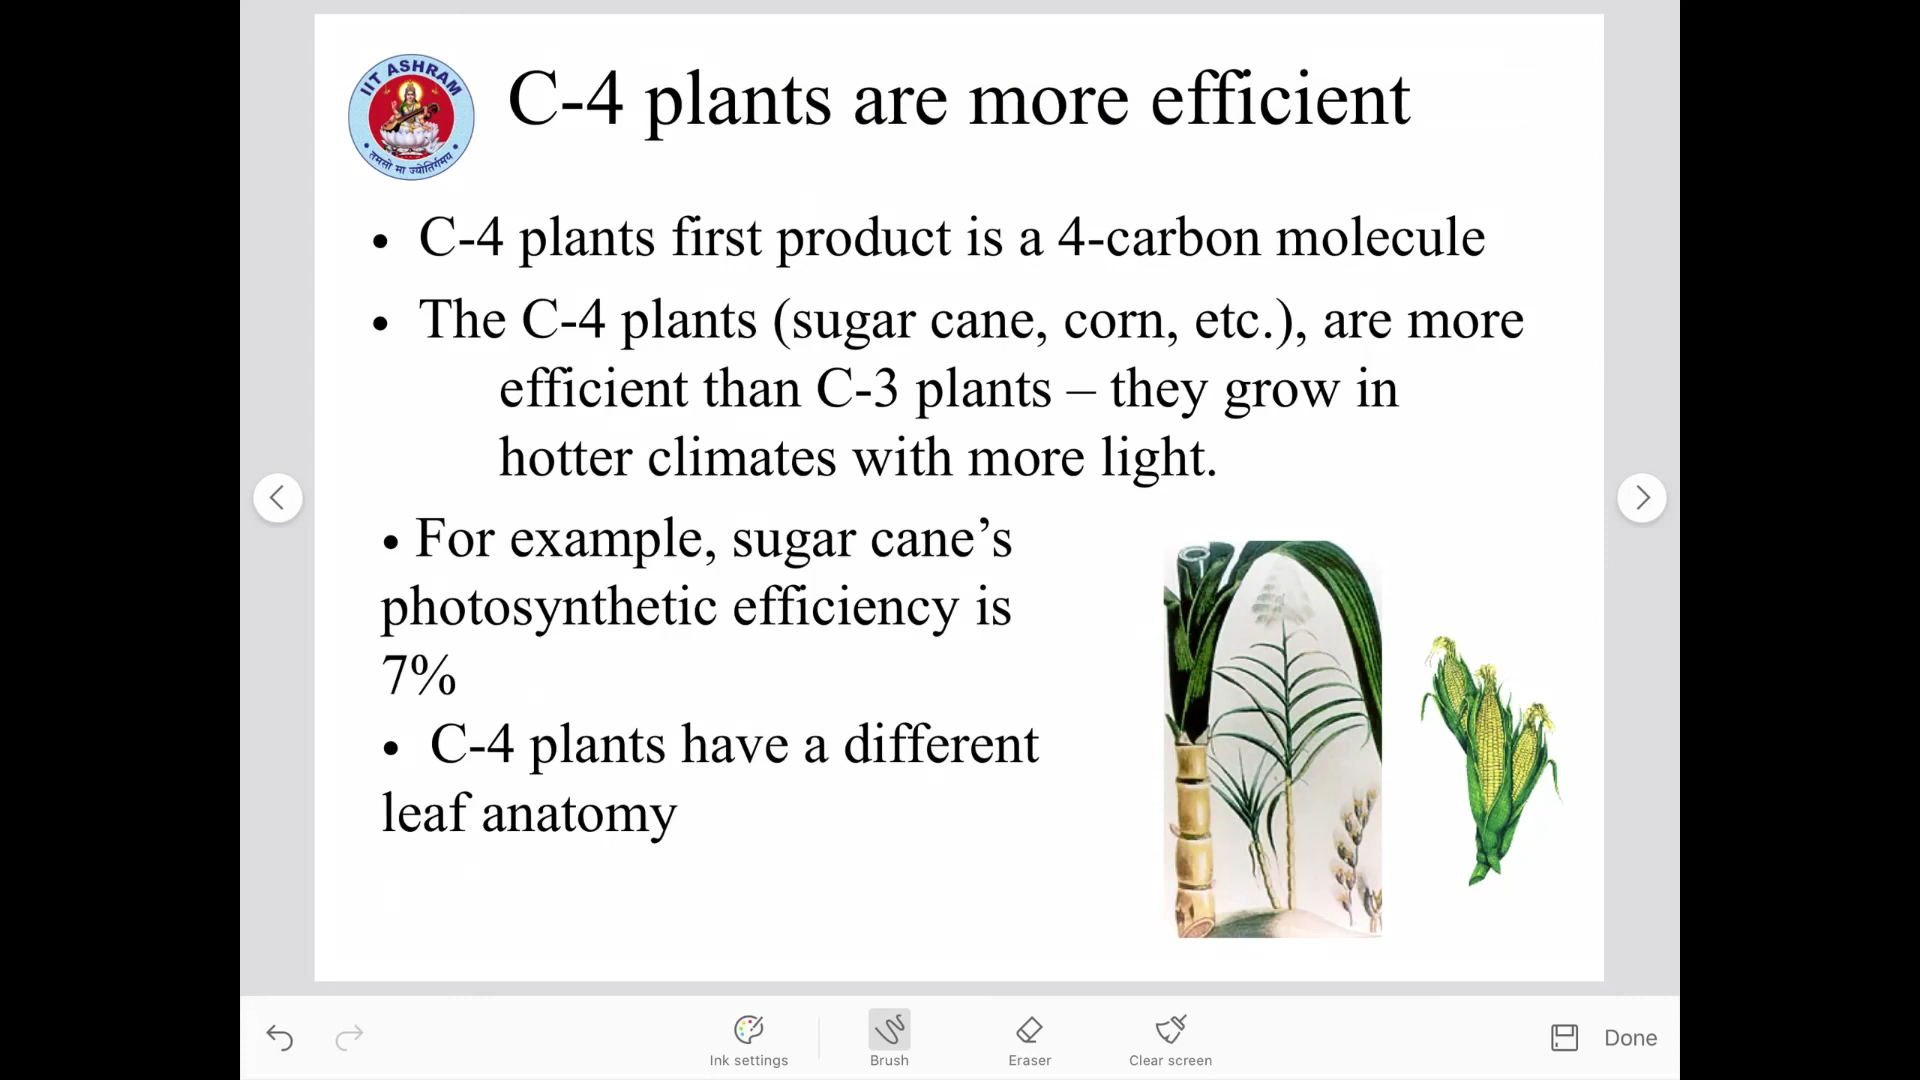 IIT ASHRAM
तमसो मा ज्योतिर्गमय
C-4 plants are more efficient
• C-4 plants first product is a 4-carbon molecule
• The C-4 plants (sugar cane, corn, etc.), are more
efficient than C-3 plants – they grow in
hotter climates with more light.
• For example, sugar cane’s
photosynthetic efficiency is
7%
• C-4 plants have a different
leaf anatomy
Ink settings
Brush
Eraser
Clear screen
Done